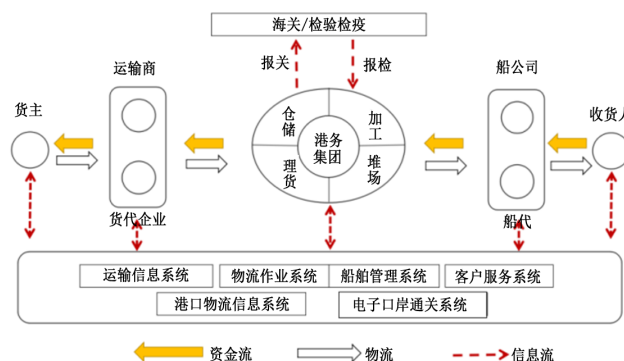 海关/检验检疫
报关
报检
运输商
船公司
货主
收货人
仓储
加工
港务
集团
理货
堆场
货代企业
船代
运输信息系统
物流作业系统
船舶管理系统
客户服务系统
港口物流信息系统
电子口岸通关系统
资金流
物流
信息流